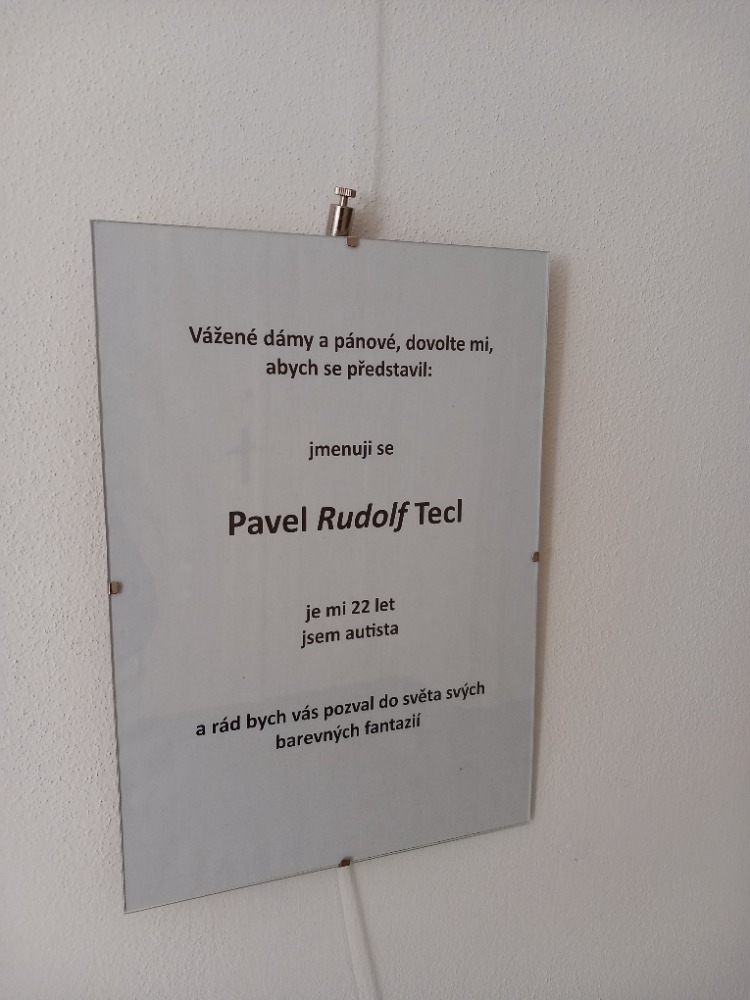 Vážené dámy a pánové, dovolte mi,
abych se představil:
jmenuji se
Pavel Rudolf Tecl
je mi 22 let
jsem autista
a rád bych vás pozval do světa svých
barevných fantazií